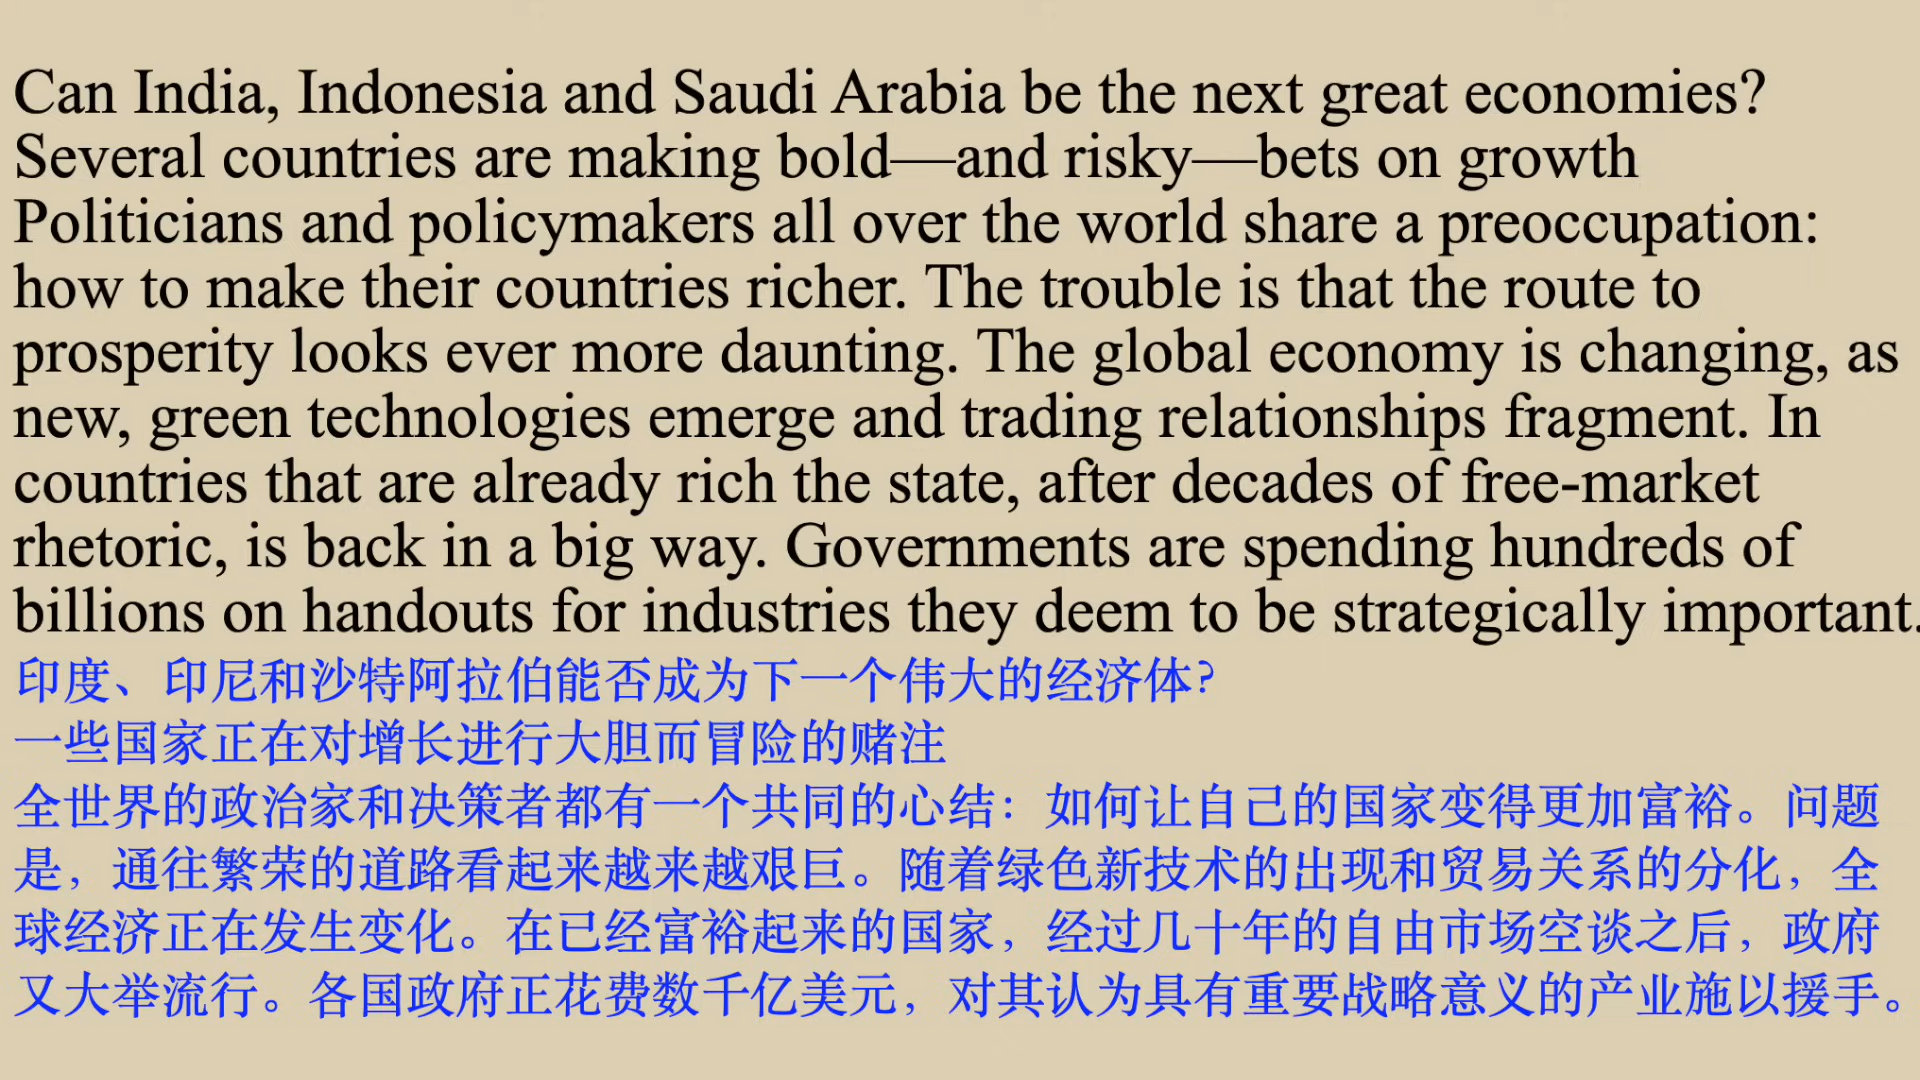 Can India, Indonesia and Saudi Arabia be the next great economies?
Several countries are making bold—and risky—bets on growth
Politicians and policymakers all over the world share a preoccupation:
how to make their countries richer. The trouble is that the route to
prosperity looks ever more daunting. The global economy is changing, as
new, green technologies emerge and trading relationships fragment. In
countries that are already rich the state, after decades of free-market
rhetoric, is back in a big way. Governments are spending hundreds of
billions on handouts for industries they deem to be strategically important.
印度、印尼和沙特阿拉伯能否成为下一个伟大的经济体?
一些国家正在对增长进行大胆而冒险的赌注
全世界的政治家和决策者都有一个共同的心结：如何让自己的国家变得更加富裕。问题
是，通往繁荣的道路看起来越来越艰巨。随着绿色新技术的出现和贸易关系的分化，全
球经济正在发生变化。在已经富裕起来的国家，经过几十年的自由市场空谈之后，政府
又大举流行。各国政府正花费数千亿美元，对其认为具有重要战略意义的产业施以援手。